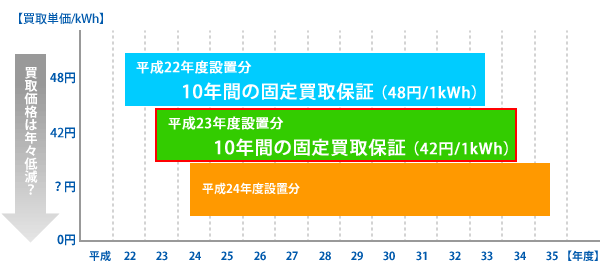 【買取単価/kWh】
買取価格は年々低減？
48円
42円
？円
0円
平成22年度設置分
10年間の固定買取保証（48円/1kWh）
平成23年度設置分
10年間の固定買取保証（42円/1kWh）
平成24年度設置分
平成 22 23 24 25 26 27 28 29 30 31 32 33 34 35 【年度】